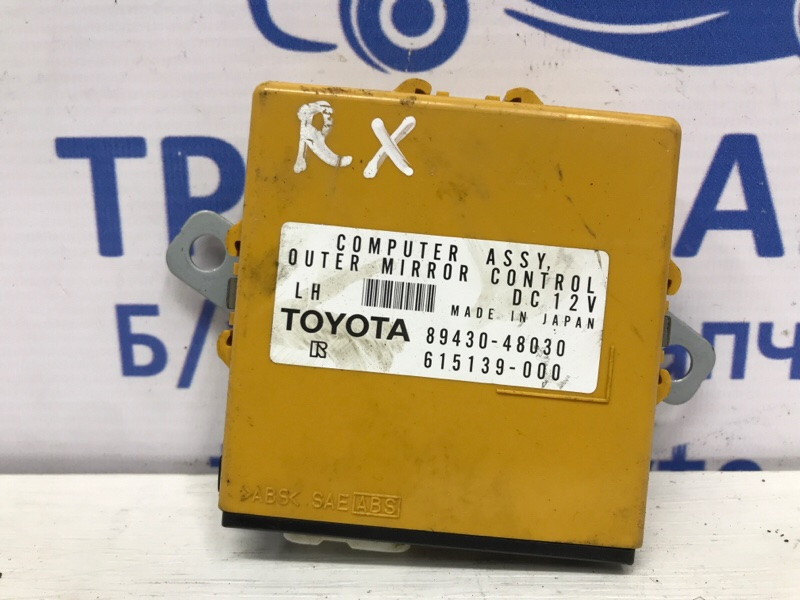 RX
COMPUTER ASSY,
OUTER MIRROR CONTROL
LH DC 12V
MADE IN JAPAN
TOYOTA 89430-48030
R 615139-000
>ABS< SAE ABS